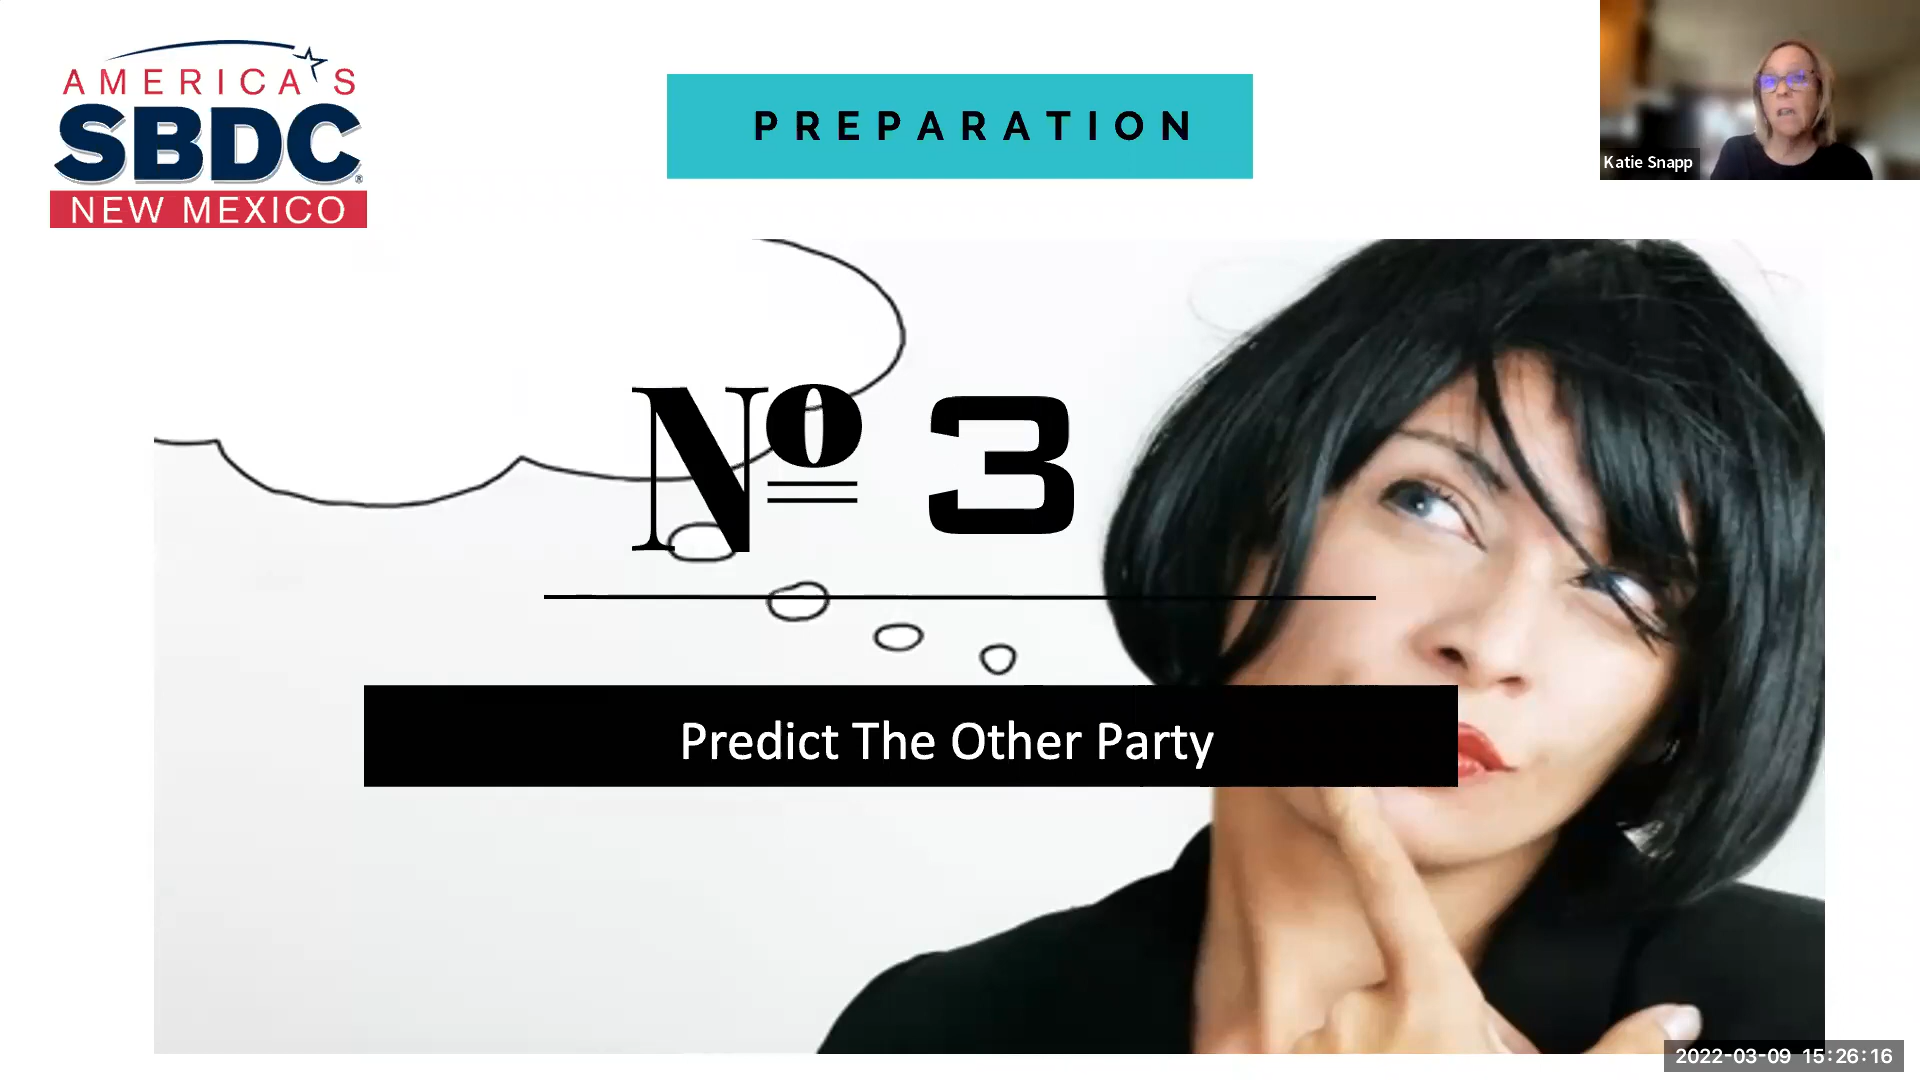 AMERICA'S
SBDC®
NEW MEXICO
PREPARATION
Katie Snapp
Nº 3
Predict The Other Party
2022-03-09 15:26:16